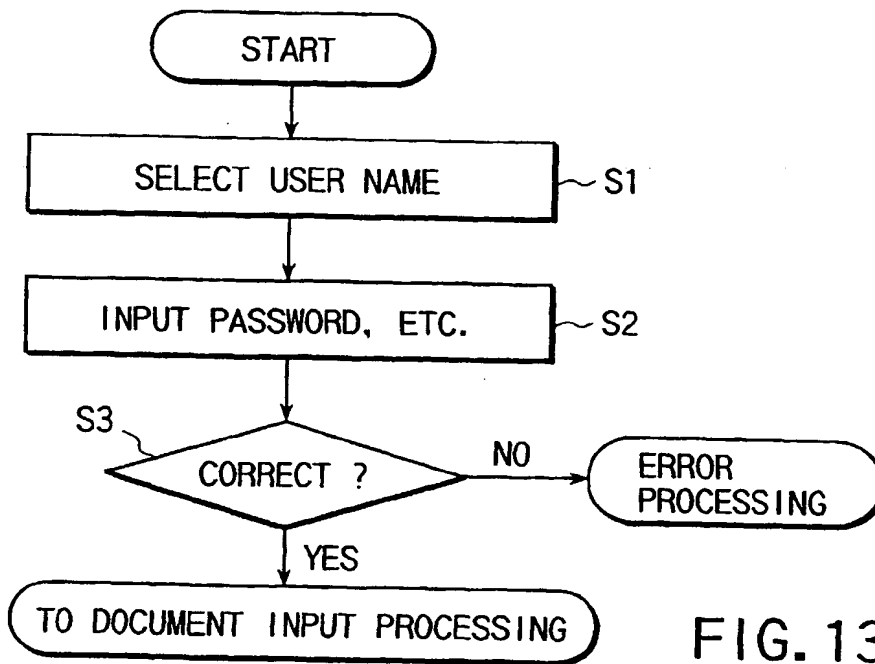 START
SELECT USER NAME
S1
INPUT PASSWORD, ETC.
S2
S3
CORRECT ?
NO
ERROR
PROCESSING
YES
TO DOCUMENT INPUT PROCESSING
FIG. 13